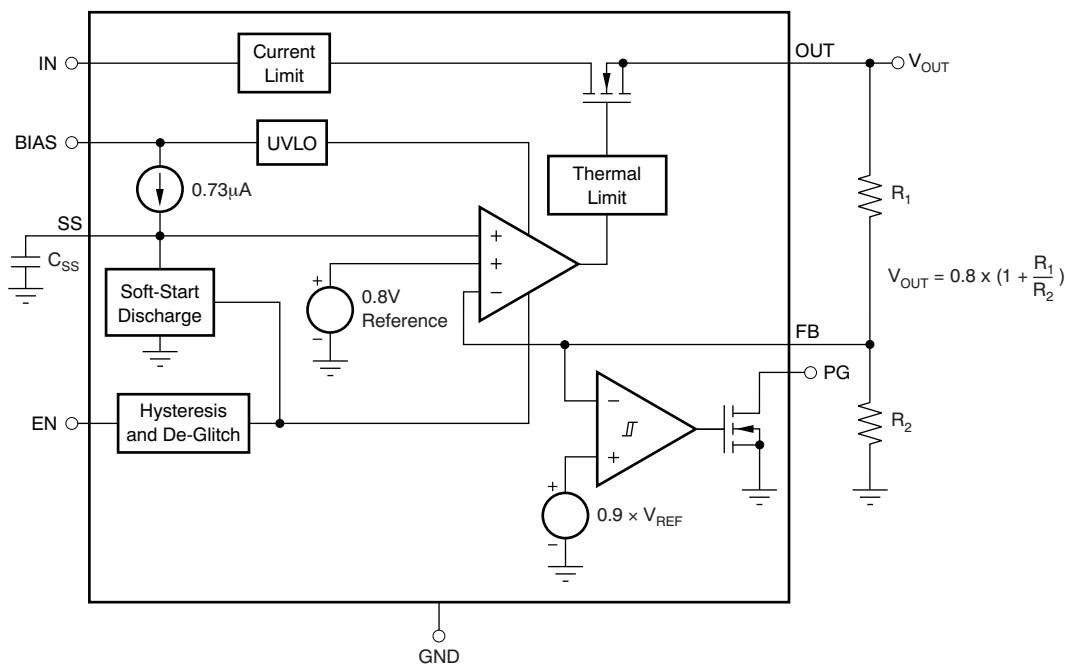 IN
Current
Limit
OUT
V_OUT
BIAS
UVLO
0.73µA
Thermal
Limit
R_1
SS
C_SS
+
+
−
+
−
0.8V
Reference
Soft-Start
Discharge
V_OUT = 0.8 x (1 + R_1/R_2)
FB
PG
EN
Hysteresis
and De-Glitch
−
+
R_2
+
−
0.9 × V_REF
GND